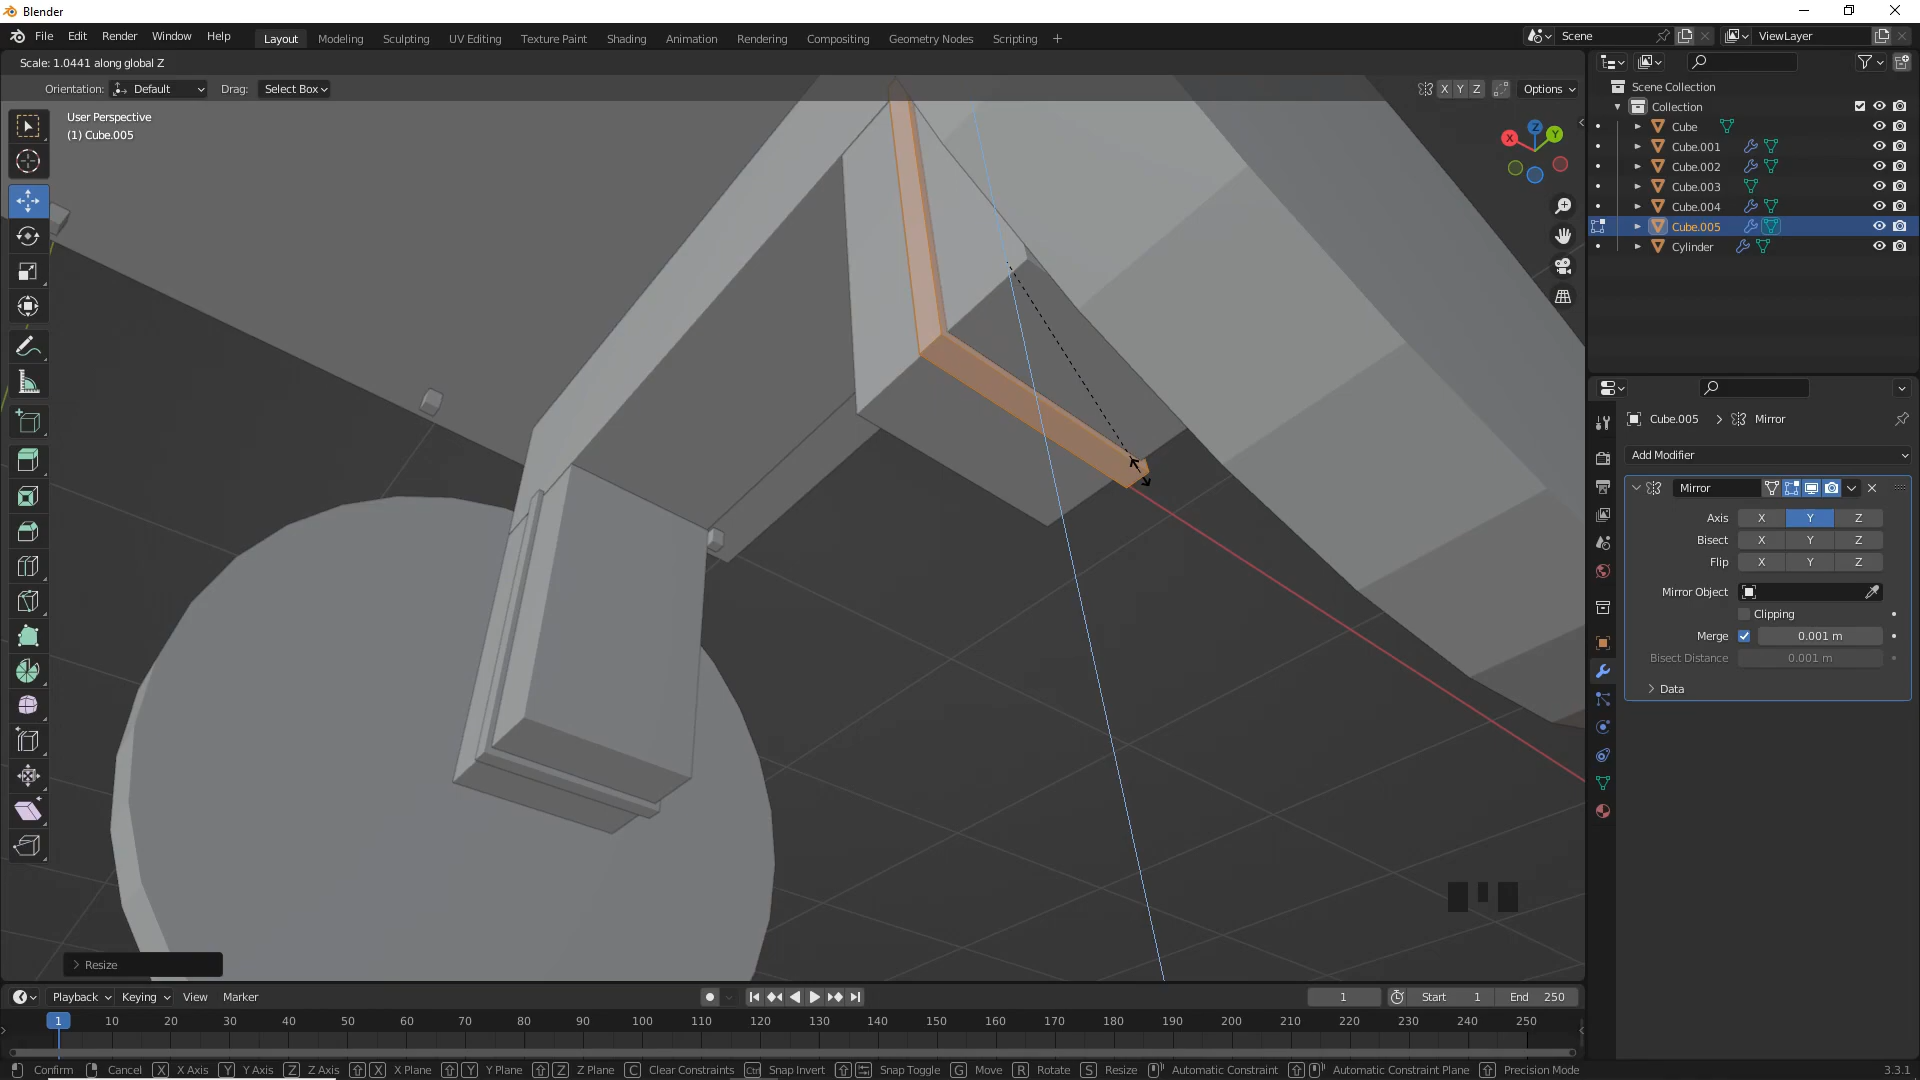 Blender
File Edit Render Window Help
Layout Modeling Sculpting UV Editing Texture Paint Shading Animation Rendering Compositing Geometry Nodes Scripting +
Scene
ViewLayer
Scale: 1.0441 along global Z
Orientation: Default Drag: Select Box
X Y Z Options
User Perspective
(1) Cube.005
X Y Z
Scene Collection
Collection
Cube
Cube.001
Cube.002
Cube.003
Cube.004
Cube.005
Cylinder
Cube.005 > Mirror
Add Modifier
Mirror
Axis X Y Z
Bisect X Y Z
Flip X Y Z
Mirror Object
Clipping
Merge 0.001 m
Bisect Distance 0.001 m
Data
Resize
Playback Keying View Marker
1 Start 1 End 250
1 10 20 30 40 50 60 70 80 90 100 110 120 130 140 150 160 170 180 190 200 210 220 230 240 250
Confirm Cancel X X Axis Y Y Axis Z Z Axis X X Plane Y Y Plane Z Z Plane C Clear Constraints Ctrl Snap Invert Snap Toggle G Move R Rotate S Resize Automatic Constraint Automatic Constraint Plane Precision Mode 3.3.1